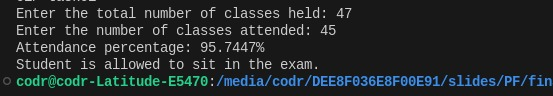 Enter the total number of classes held: 47
Enter the number of classes attended: 45
Attendance percentage: 95.7447%
Student is allowed to sit in the exam.
codr@codr-Latitude-E5470:/media/codr/DEE8F036E8F00E91/slides/PF/fin